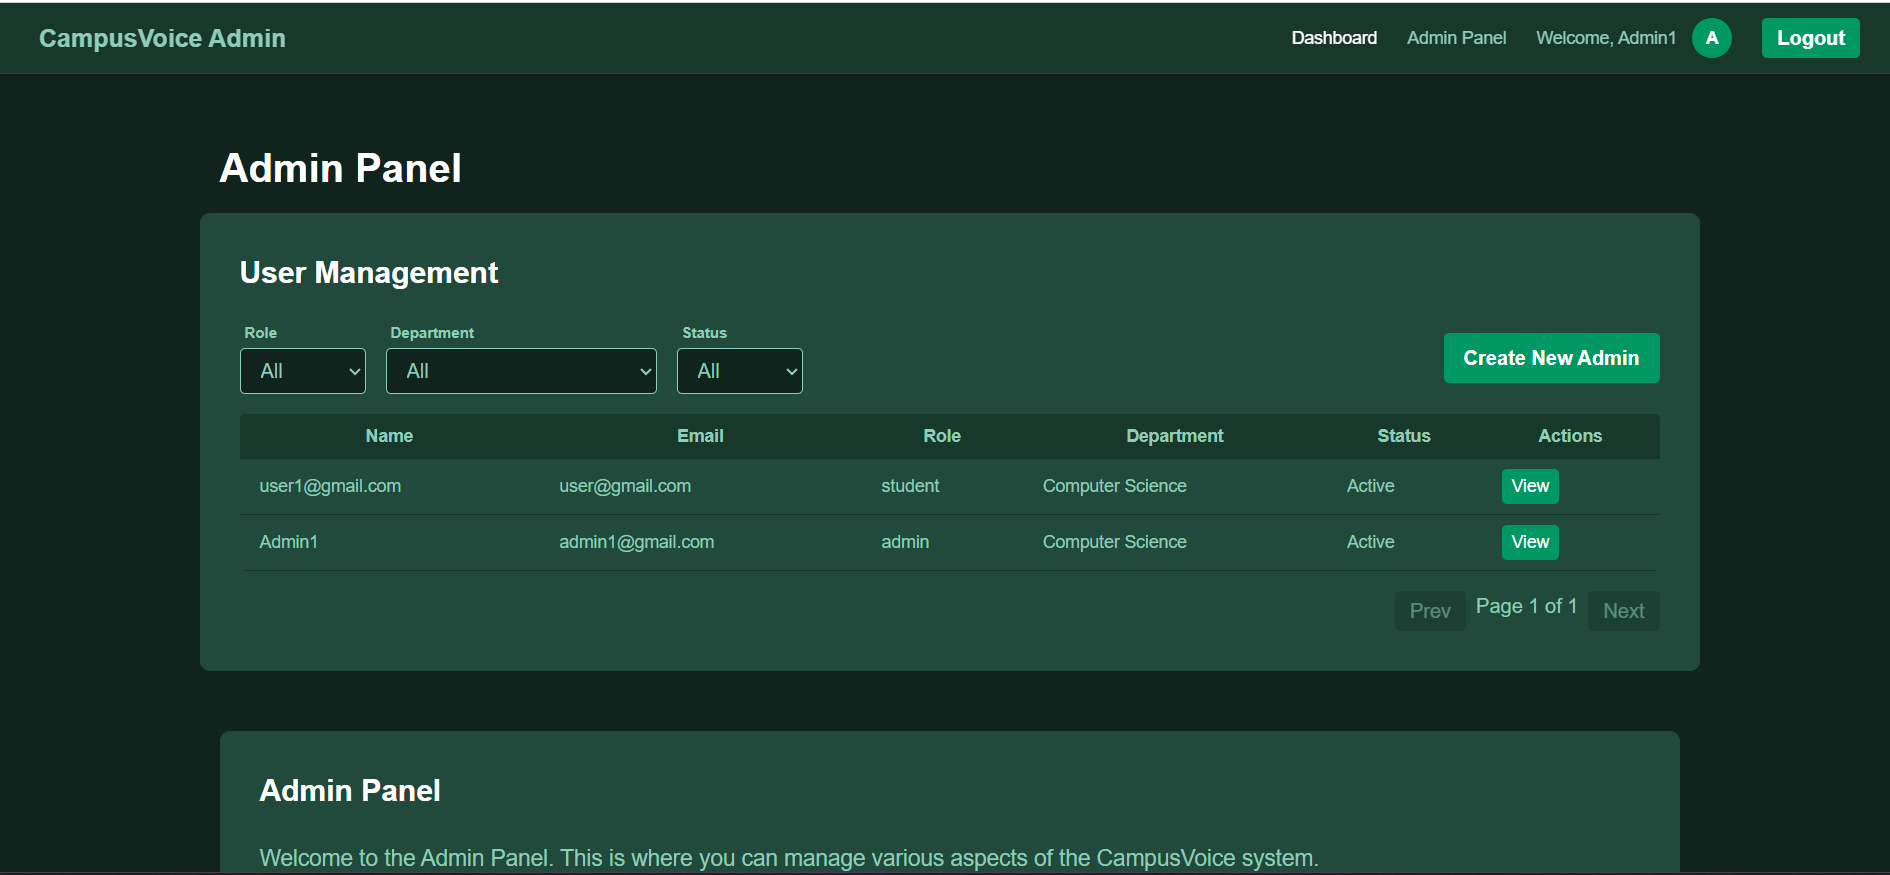 CampusVoice Admin Dashboard Admin Panel Welcome, Admin1 A Logout
Admin Panel
User Management
Role Department Status
All All All Create New Admin
Name Email Role Department Status Actions
user1@gmail.com user@gmail.com student Computer Science Active View
Admin1 admin1@gmail.com admin Computer Science Active View
Prev Page 1 of 1 Next
Admin Panel
Welcome to the Admin Panel. This is where you can manage various aspects of the CampusVoice system.